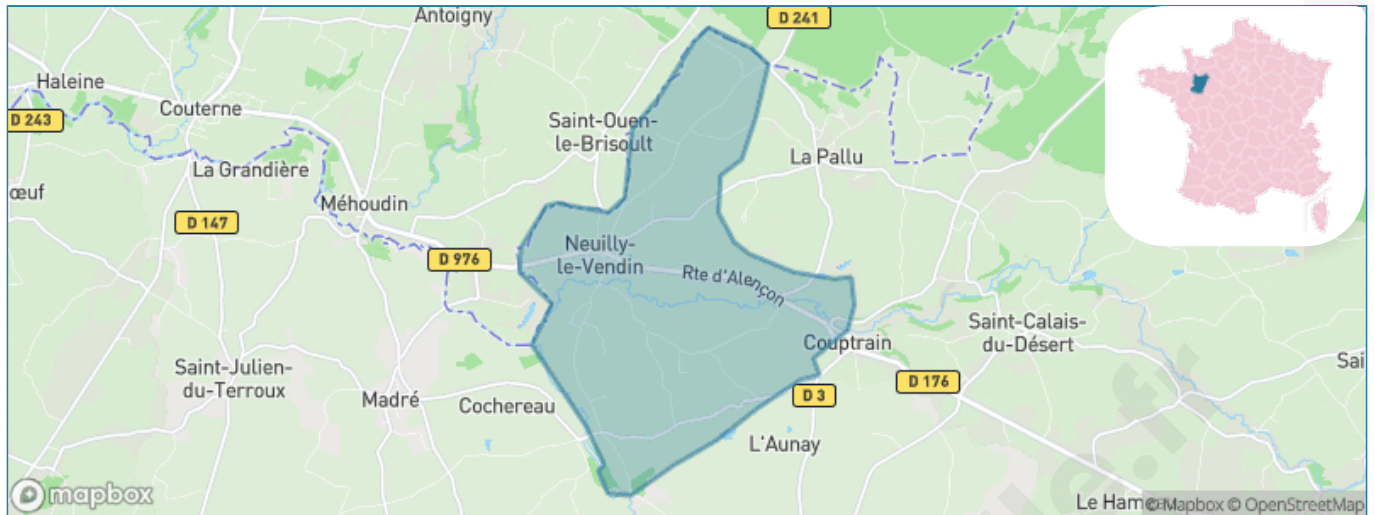 Antoigny
D 241
Haleine
Couterne
D 243
Saint-Ouen-
le-Brisoult
La Pallu
La Grandière
œuf
Méhoudin
D 147
Neuilly-
le-Vendin
D 976
Rte d'Alençon
Saint-Calais-
du-Désert
Couptrain
Sai
Saint-Julien-
du-Terroux
D 176
Madré
Cochereau
D 3
L'Aunay
mapbox
© Mapbox © OpenStreetMap